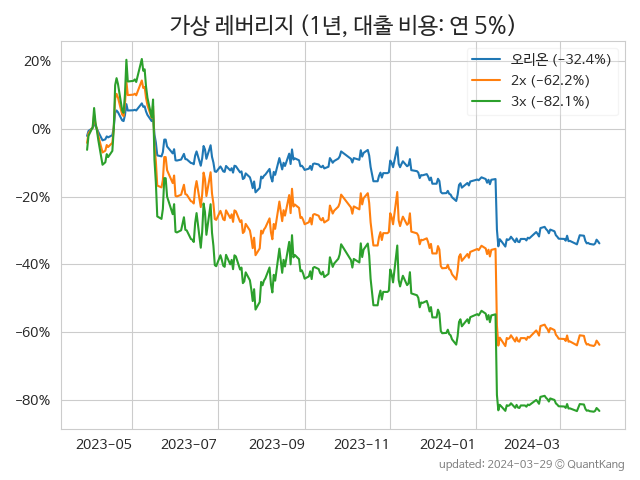 가상 레버리지 (1년, 대출 비용: 연 5%)
오리온 (−32.4%)
2x (−62.2%)
3x (−82.1%)
20%
0%
−20%
−40%
−60%
−80%
2023−05 2023−07 2023−09 2023−11 2024−01 2024−03
updated: 2024−03−29 © QuantKang